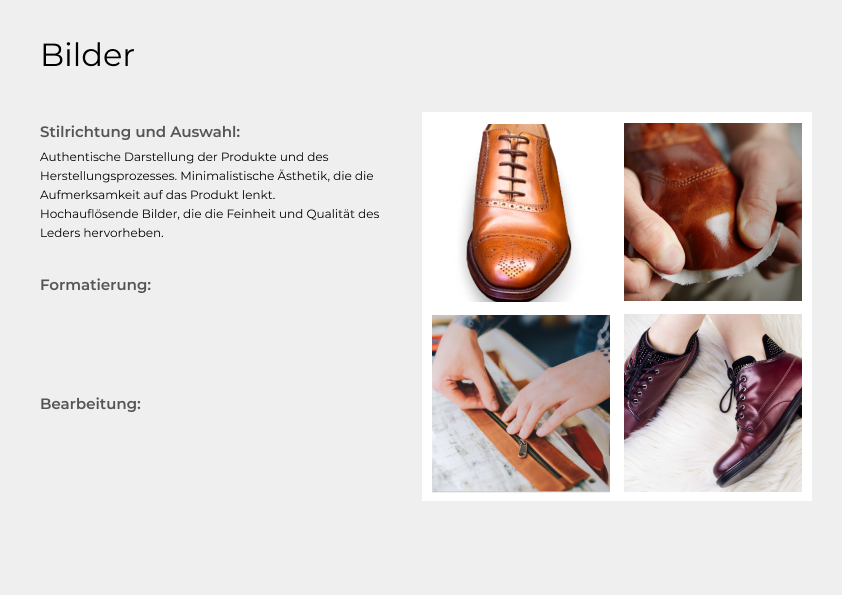 Bilder
Stilrichtung und Auswahl:
Authentische Darstellung der Produkte und des
Herstellungsprozesses. Minimalistische Ästhetik, die die
Aufmerksamkeit auf das Produkt lenkt.
Hochauflösende Bilder, die die Feinheit und Qualität des
Leders hervorheben.
Formatierung:
Bearbeitung: